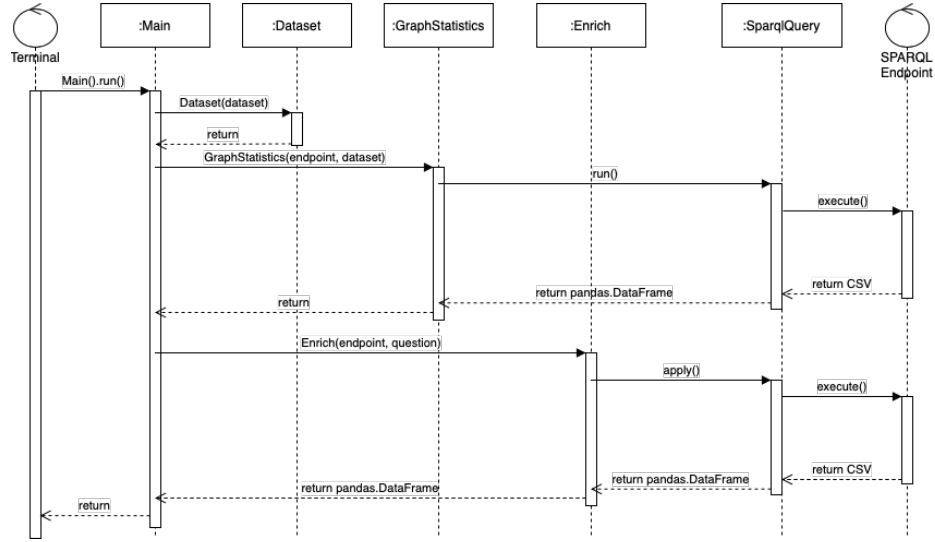 :Main
:Dataset
:GraphStatistics
:Enrich
:SparqlQuery
Terminal
SPARQL
Endpoint
Main().run()
Dataset(dataset)
return
GraphStatistics(endpoint, dataset)
run()
execute()
return CSV
return pandas.DataFrame
return
Enrich(endpoint, question)
apply()
execute()
return CSV
return pandas.DataFrame
return pandas.DataFrame
return